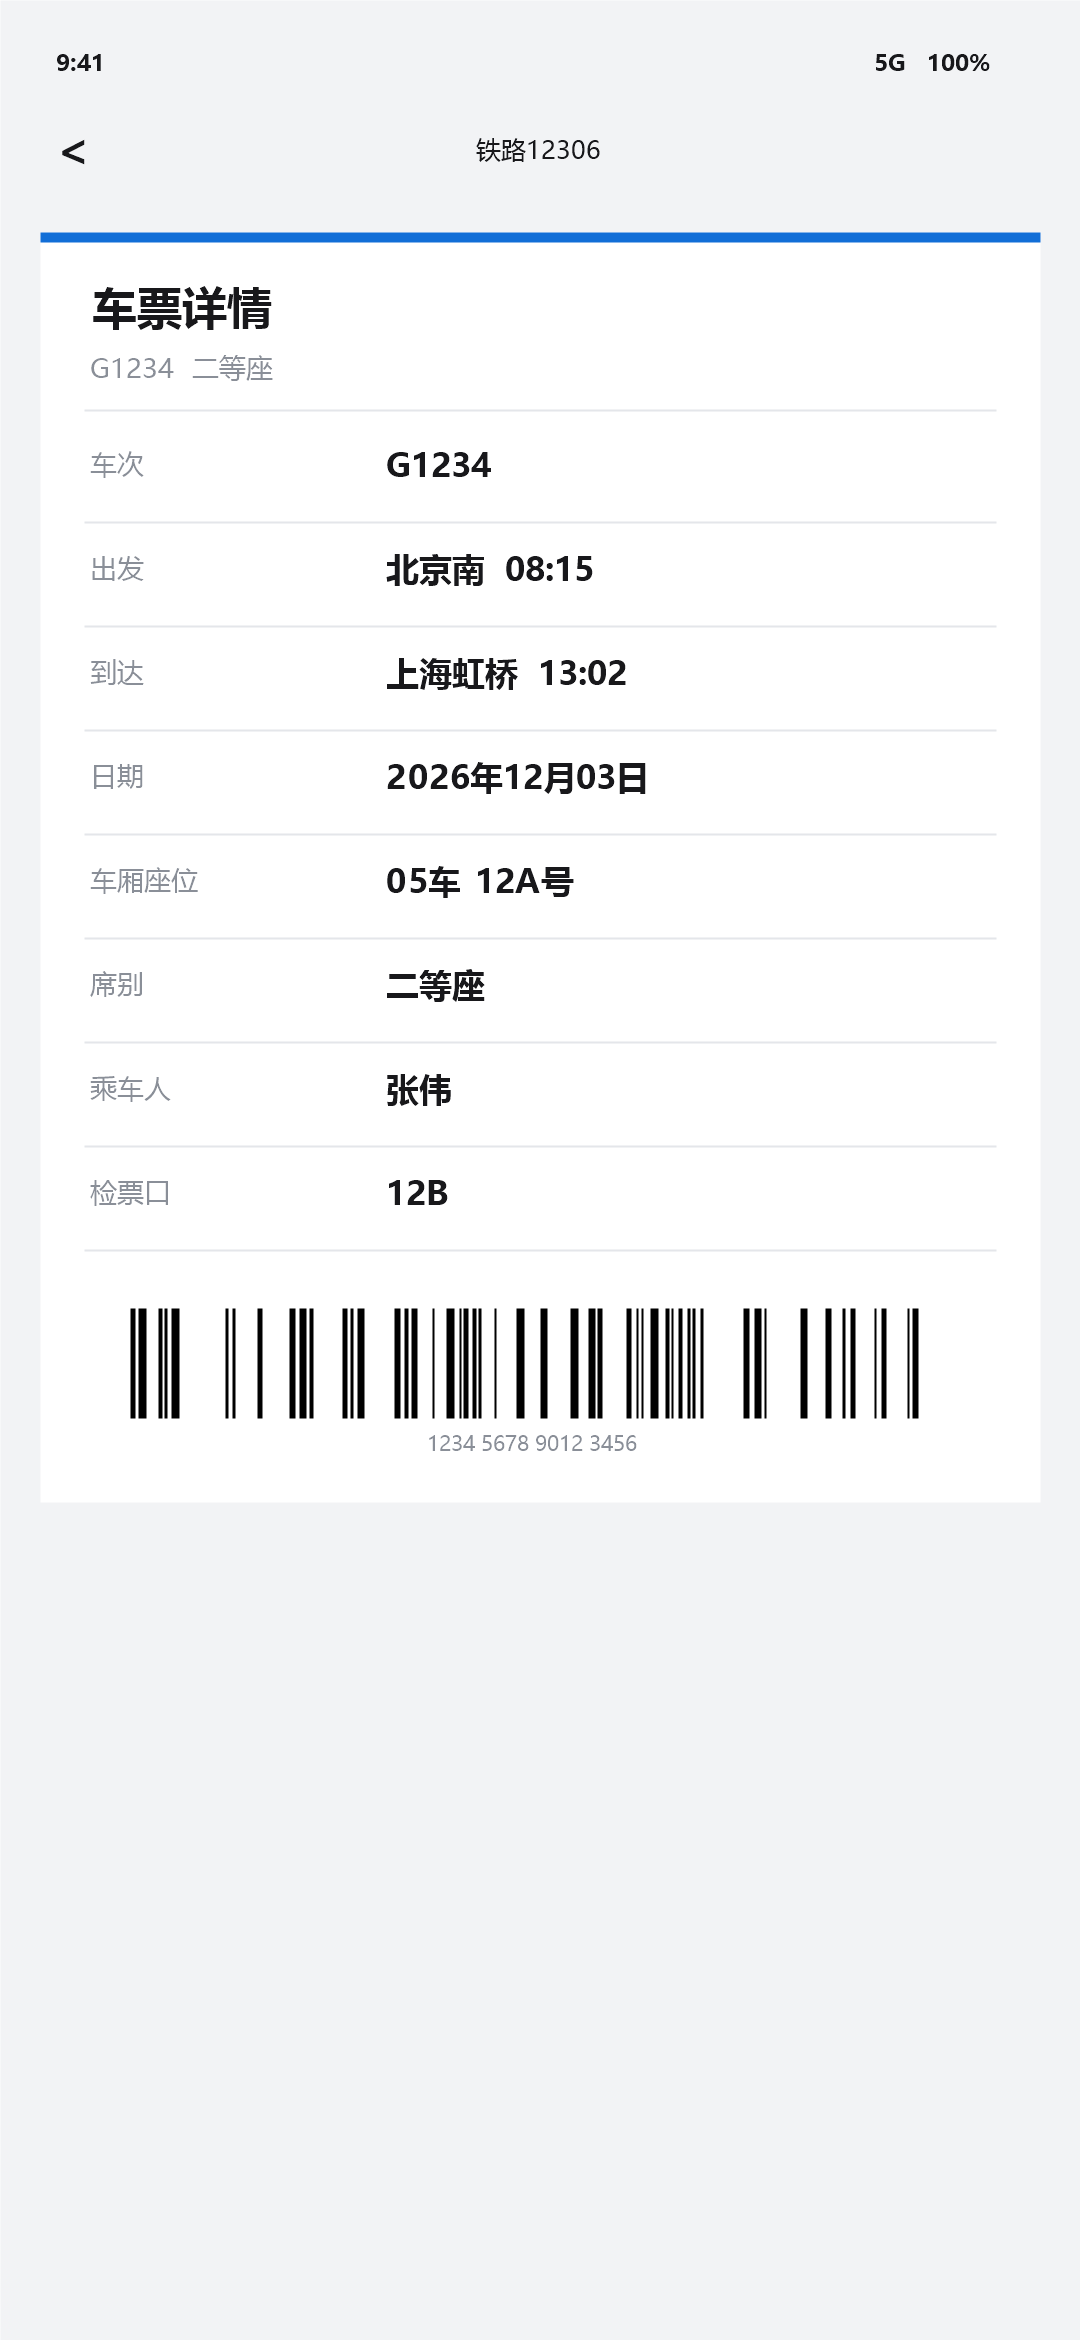 9:41 5G 100%
< 铁路12306
车票详情
G1234 二等座
车次 G1234
出发 北京南 08:15
到达 上海虹桥 13:02
日期 2026年12月03日
车厢座位 05车 12A号
席别 二等座
乘车人 张伟
检票口 12B
1234 5678 9012 3456